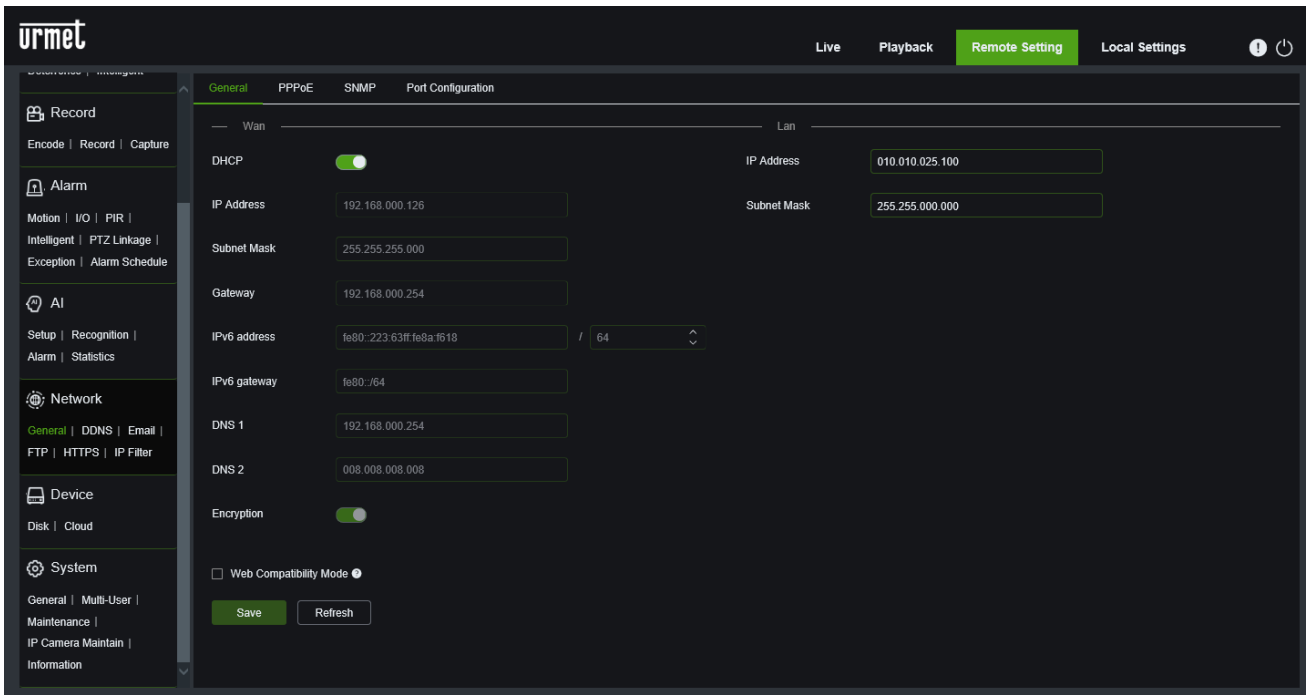 urmet
Live Playback Remote Setting Local Settings
Deterrence | Intelligent
Record
Encode | Record | Capture
Alarm
Motion | I/O | PIR |
Intelligent | PTZ Linkage |
Exception | Alarm Schedule
AI
Setup | Recognition |
Alarm | Statistics
Network
General | DDNS | Email |
FTP | HTTPS | IP Filter
Device
Disk | Cloud
System
General | Multi-User |
Maintenance |
IP Camera Maintain |
Information
General PPPoE SNMP Port Configuration
Wan
DHCP
IP Address 192.168.000.126
Subnet Mask 255.255.255.000
Gateway 192.168.000.254
IPv6 address fe80::223:63ff:fe8a:f618 / 64
IPv6 gateway fe80::/64
DNS 1 192.168.000.254
DNS 2 008.008.008.008
Encryption
Web Compatibility Mode ?
Save Refresh
Lan
IP Address 010.010.025.100
Subnet Mask 255.255.000.000